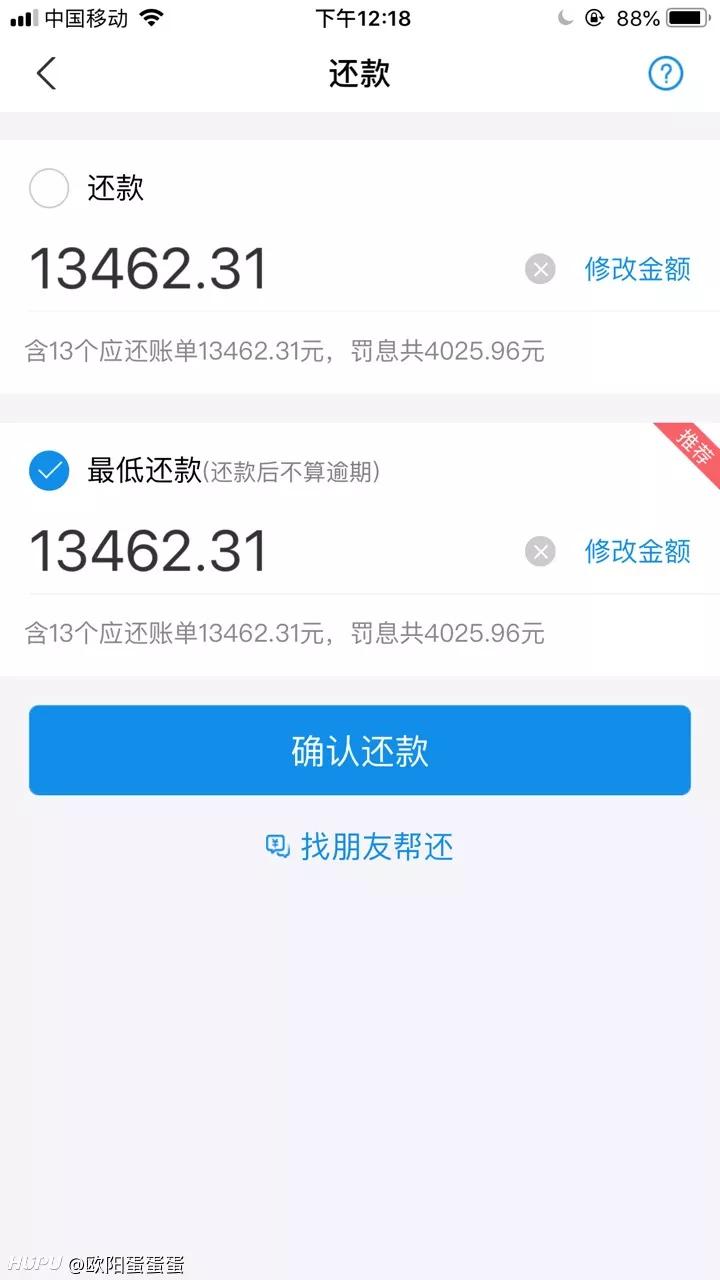 中国移动 下午12:18 88%
还款
还款
13462.31 修改金额
含13个应还账单13462.31元，罚息共4025.96元
推荐
最低还款(还款后不算逾期)
13462.31 修改金额
含13个应还账单13462.31元，罚息共4025.96元
确认还款
找朋友帮还
HUPU @欧阳蛋蛋蛋